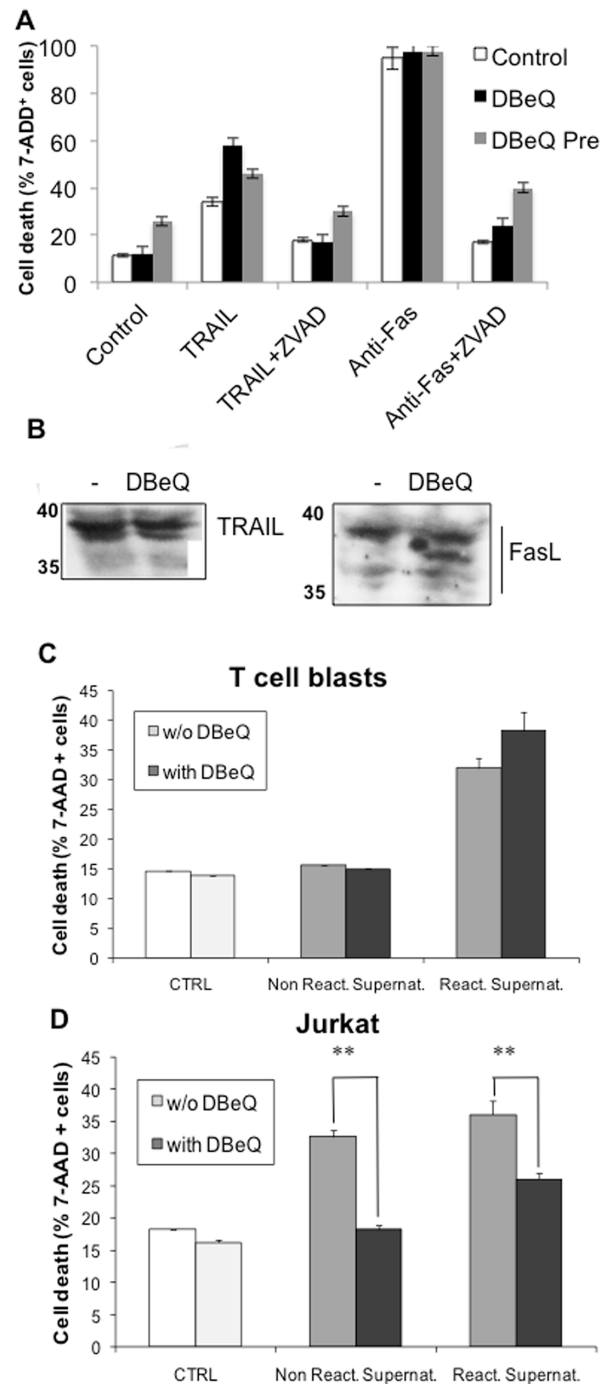 A
Cell death (% 7-ADD+ cells)
100
80
60
40
20
0
Control
DBeQ
DBeQ Pre
Control
TRAIL
TRAIL+ZVAD
Anti-Fas
Anti-Fas+ZVAD
B
- DBeQ
40
35
TRAIL
- DBeQ
40
35
FasL
C
T cell blasts
Cell death (% 7-AAD + cells)
45
40
35
30
25
20
15
10
5
0
w/o DBeQ
with DBeQ
CTRL
Non React. Supernat.
React. Supernat.
D
Jurkat
Cell death (% 7-AAD + cells)
45
40
35
30
25
20
15
10
5
0
w/o DBeQ
with DBeQ
**
**
CTRL
Non React. Supernat.
React. Supernat.